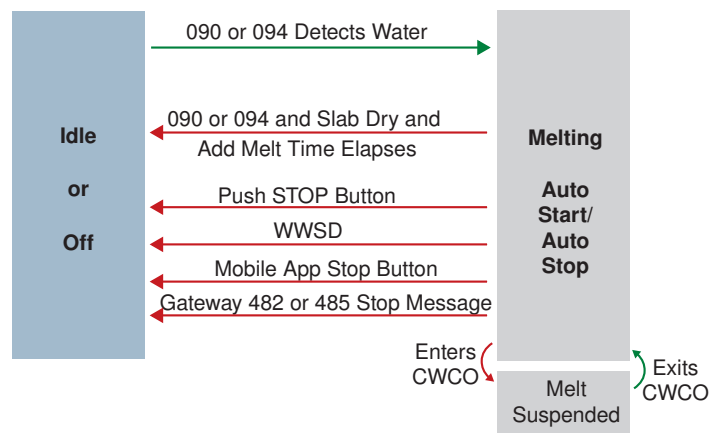 090 or 094 Detects Water
090 or 094 and Slab Dry and
Add Melt Time Elapses
Idle
or
Off
Push STOP Button
WWSD
Mobile App Stop Button
Gateway 482 or 485 Stop Message
Melting
Auto
Start/
Auto
Stop
Enters
CWCO
Exits
CWCO
Melt
Suspended